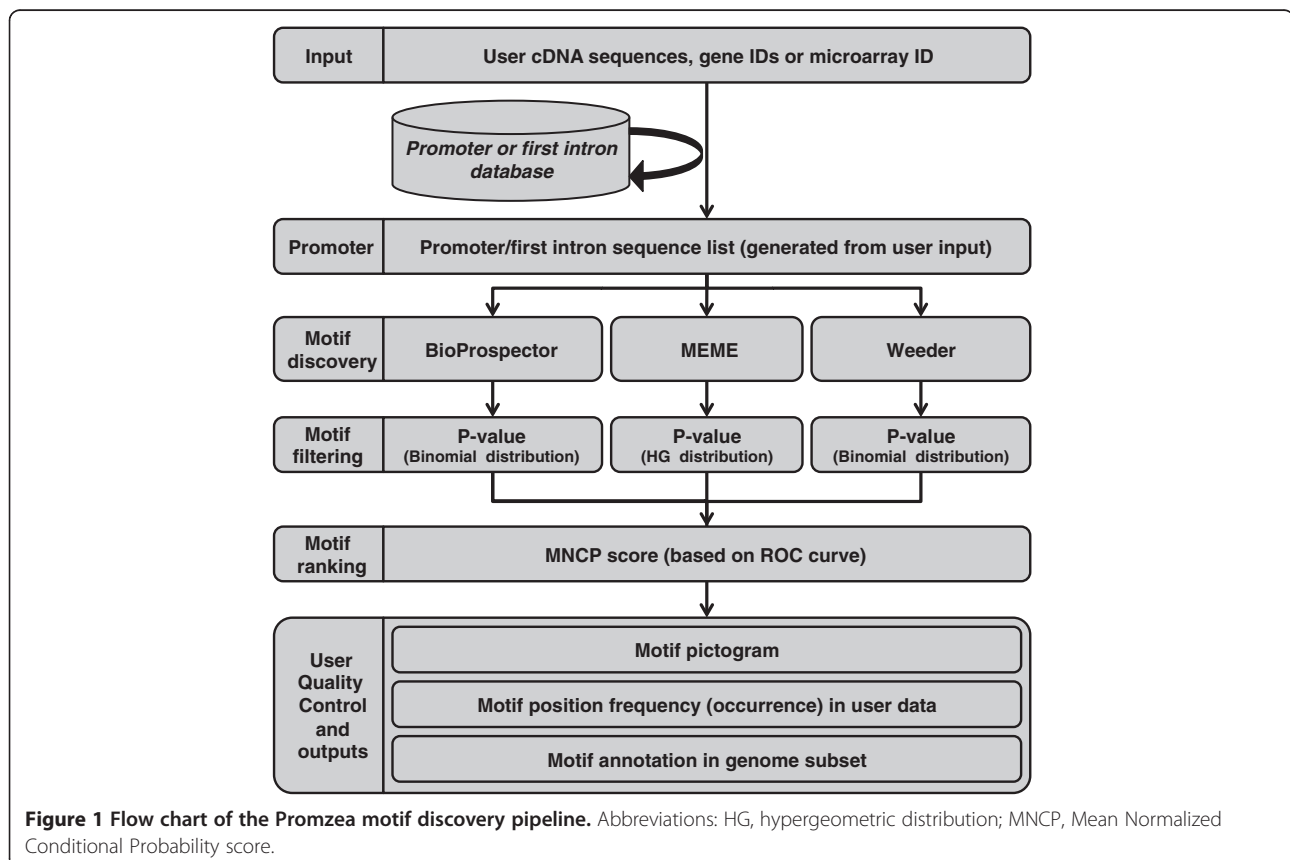 Input
User cDNA sequences, gene IDs or microarray ID
Promoter or first intron
database
Promoter
Promoter/first intron sequence list (generated from user input)
Motif
discovery
BioProspector
MEME
Weeder
Motif
filtering
P-value
(Binomial distribution)
P-value
(HG distribution)
P-value
(Binomial distribution)
Motif
ranking
MNCP score (based on ROC curve)
User
Quality
Control
and
outputs
Motif pictogram
Motif position frequency (occurrence) in user data
Motif annotation in genome subset
Figure 1 Flow chart of the Promzea motif discovery pipeline. Abbreviations: HG, hypergeometric distribution; MNCP, Mean Normalized
Conditional Probability score.